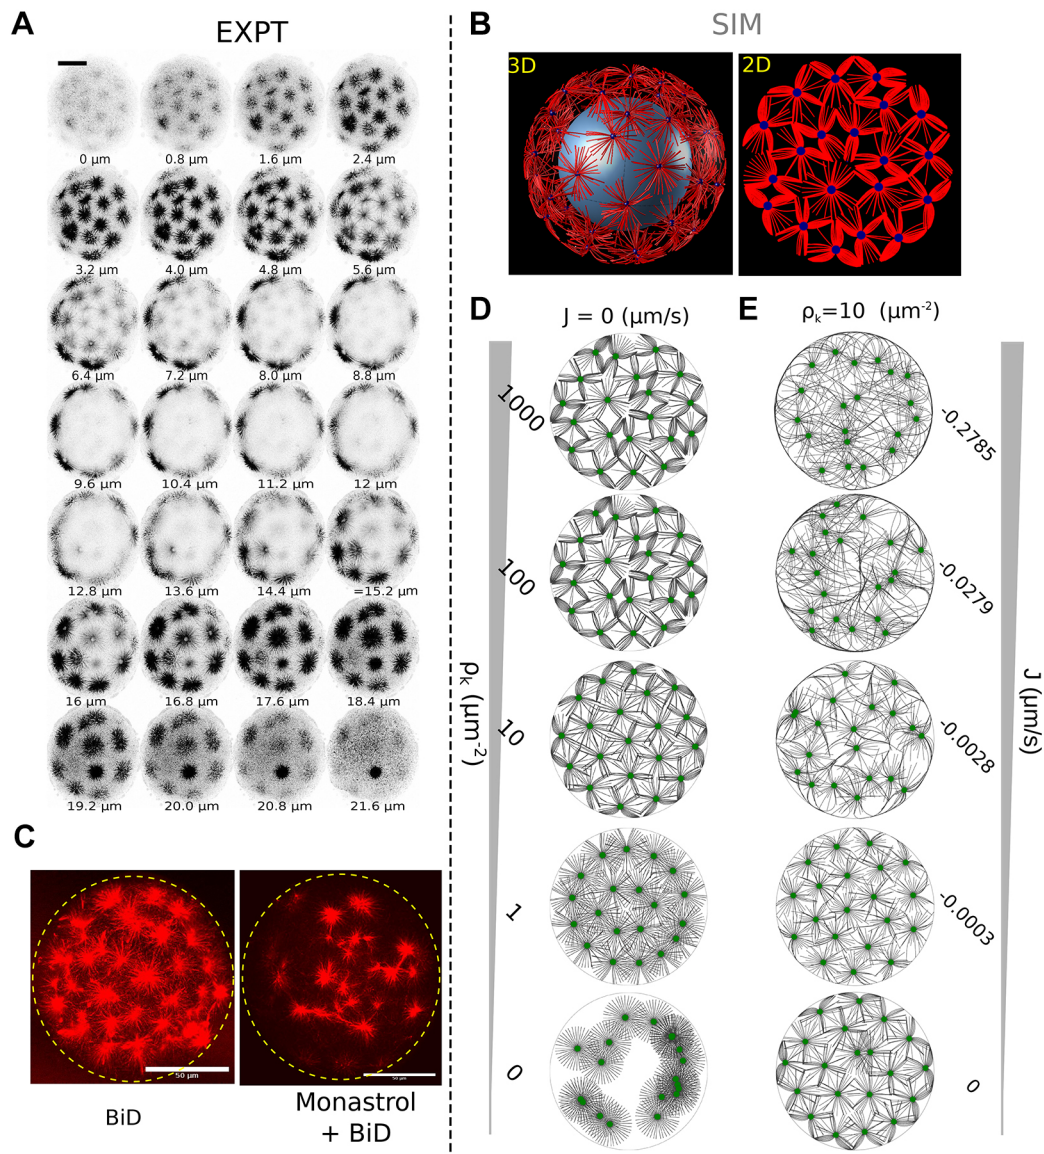 A
EXPT
0 µm 0.8 µm 1.6 µm 2.4 µm
3.2 µm 4.0 µm 4.8 µm 5.6 µm
6.4 µm 7.2 µm 8.0 µm 8.8 µm
9.6 µm 10.4 µm 11.2 µm 12 µm
12.8 µm 13.6 µm 14.4 µm =15.2 µm
16 µm 16.8 µm 17.6 µm 18.4 µm
19.2 µm 20.0 µm 20.8 µm 21.6 µm
C
50 µm
50 µm
BiD
Monastrol
+ BiD
SIM
B
3D
2D
D
J = 0 (µm/s)
1000
100
10
1
0
ρk (µm-2)
E
ρk=10 (µm-2)
-0.2785
-0.0279
-0.0028
-0.0003
0
J (µm/s)